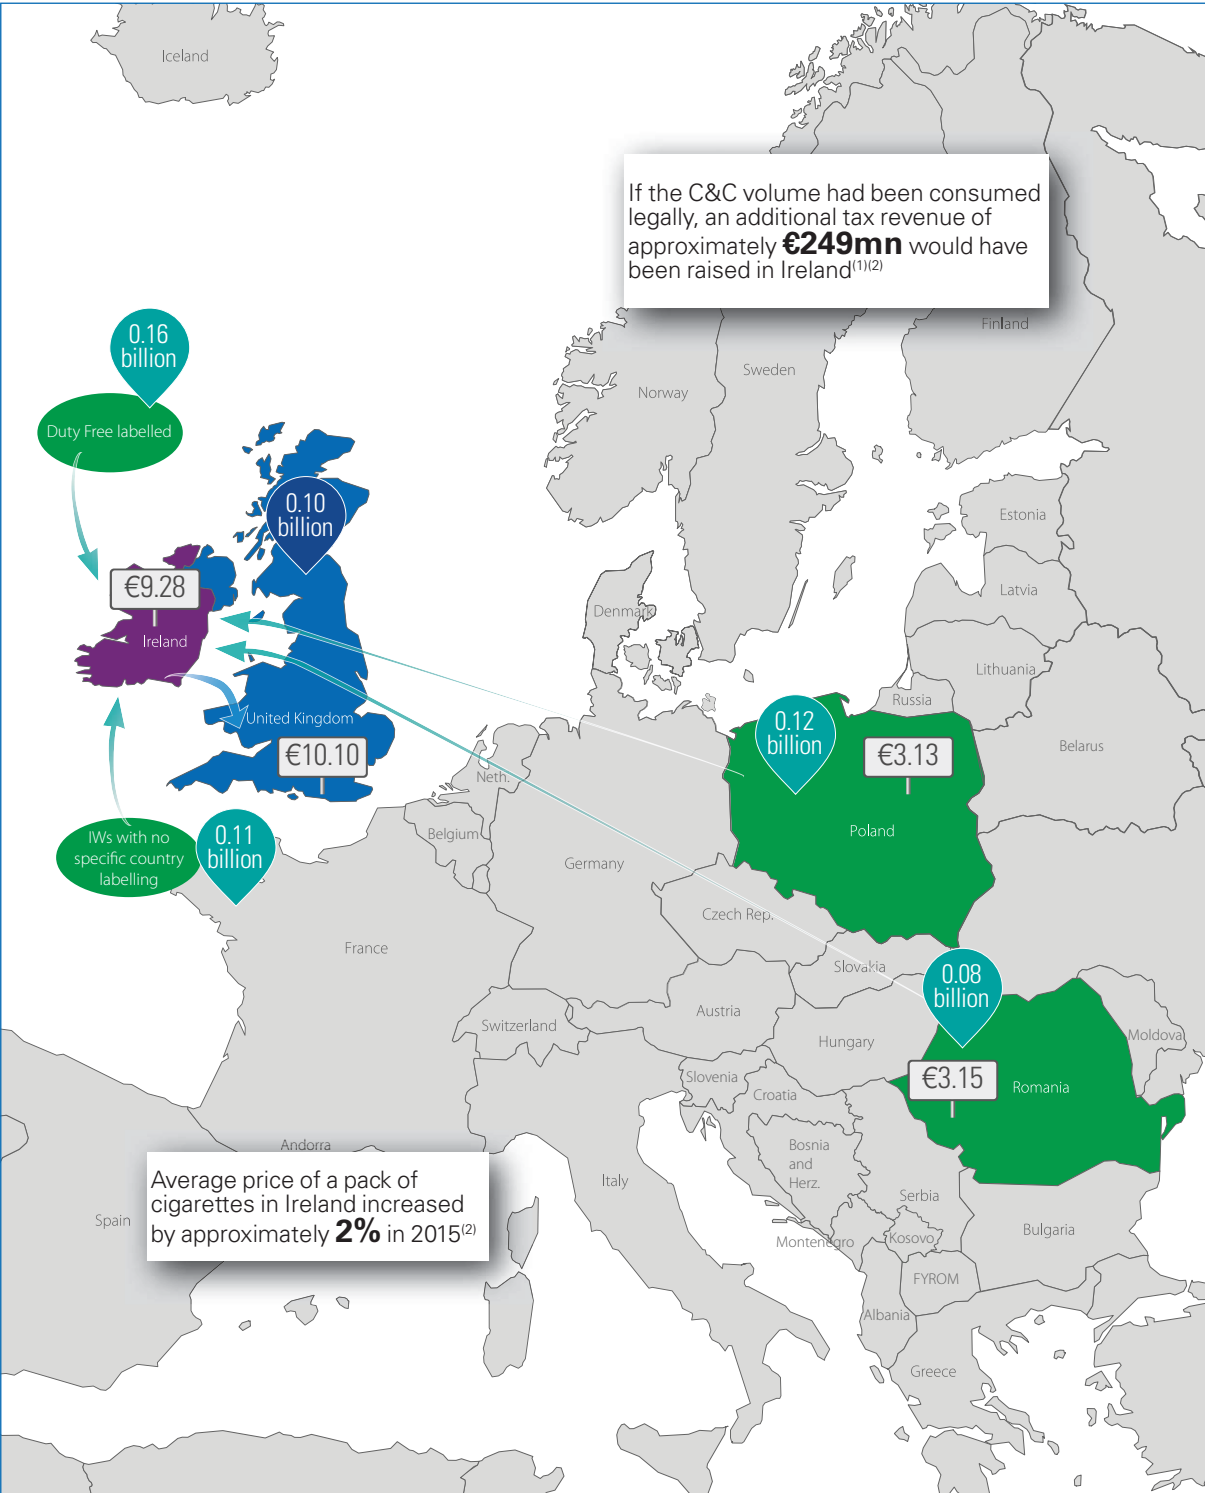 Iceland
If the C&C volume had been consumed
legally, an additional tax revenue of
approximately €249mn would have
been raised in Ireland(1)(2)
Finland
Sweden
Norway
0.16
billion
Duty Free labelled
0.10
billion
Estonia
€9.28
Ireland
Latvia
Denmark
Lithuania
Russia
United Kingdom
€10.10
0.12
billion
€3.13
Belarus
Neth.
Poland
Belgium
IWs with no
specific country
labelling
0.11
billion
Germany
Czech Rep.
France
Slovakia
0.08
billion
Austria
Switzerland
Hungary
Moldova
Slovenia
€3.15
Romania
Croatia
Andorra
Bosnia
and
Herz.
Average price of a pack of
cigarettes in Ireland increased
by approximately 2% in 2015(2)
Italy
Serbia
Spain
Bulgaria
Montenegro
Kosovo
FYROM
Albania
Greece